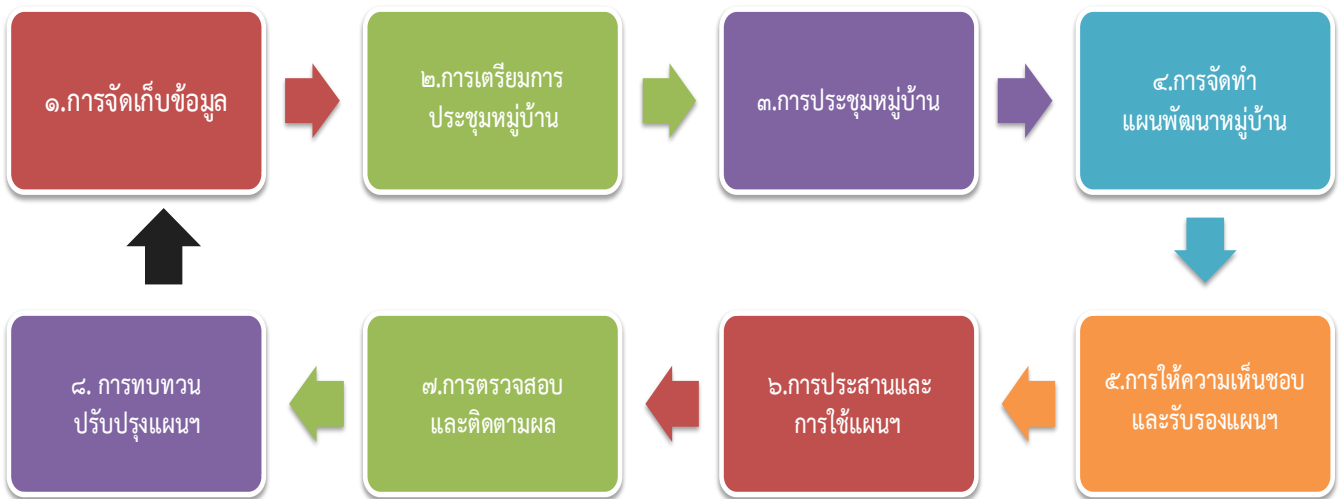 ๑.การจัดเก็บข้อมูล
๒.การเตรียมการ
ประชุมหมู่บ้าน
๓.การประชุมหมู่บ้าน
๔.การจัดทำ
แผนพัฒนาหมู่บ้าน
๕.การให้ความเห็นชอบ
และรับรองแผนฯ
๖.การประสานและ
การใช้แผนฯ
๗.การตรวจสอบ
และติดตามผล
๘. การทบทวน
ปรับปรุงแผนฯ